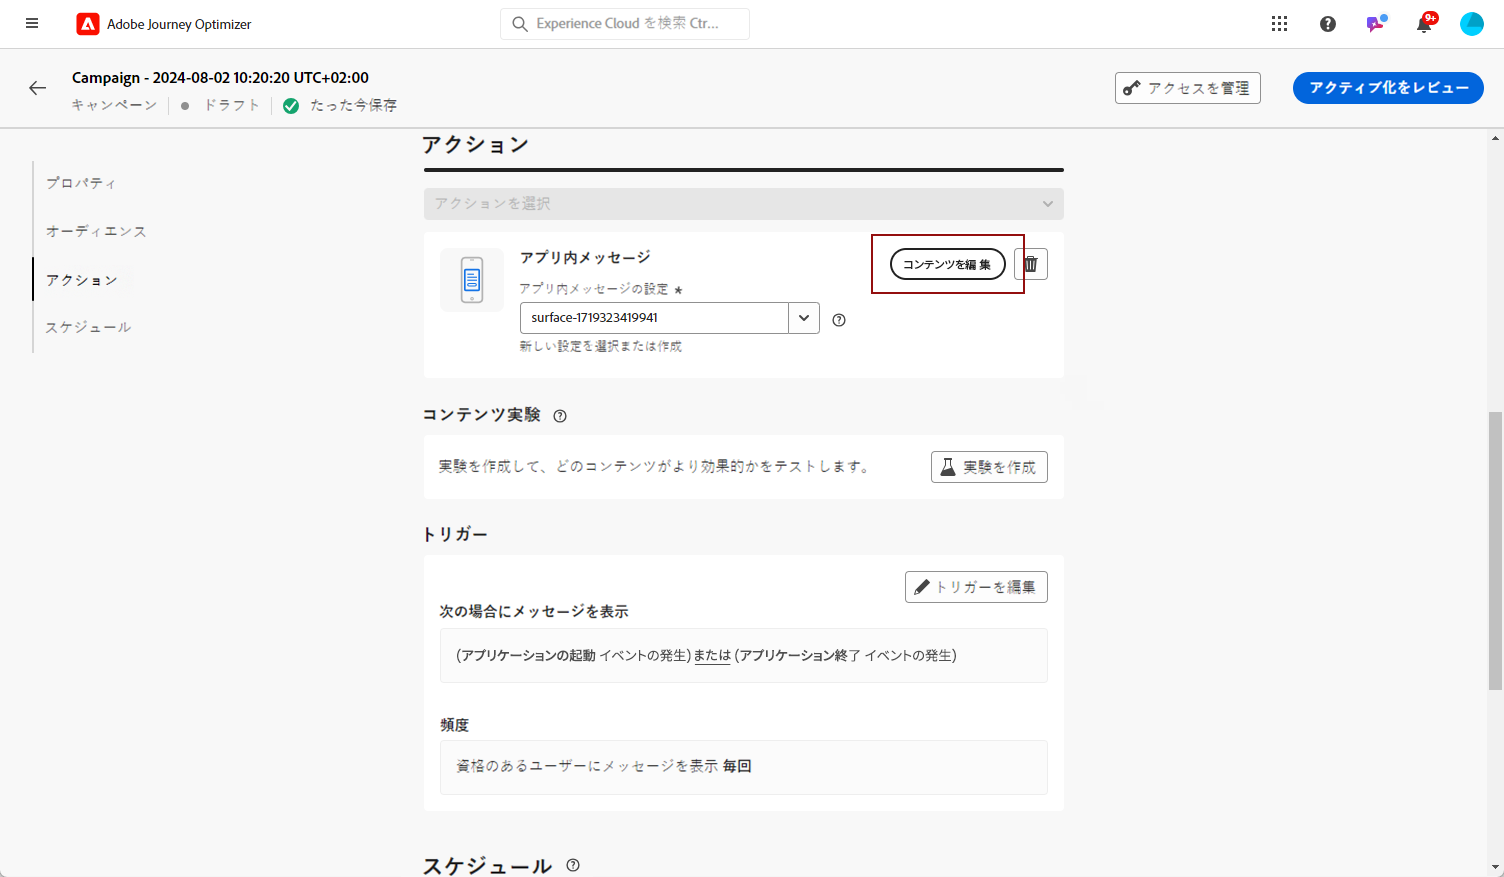 Adobe Journey Optimizer
Experience Cloud を検索 Ctr...
9+
Campaign - 2024-08-02 10:20:20 UTC+02:00
キャンペーン
ドラフト
たった今保存
アクセスを管理
アクティブ化をレビュー
プロパティ
オーディエンス
アクション
スケジュール
アクション
アクションを選択
アプリ内メッセージ
コンテンツを編 集
アプリ内メッセージの設定 *
surface-1719323419941
新しい設定を選択または作成
コンテンツ実験
実験を作成して、どのコンテンツがより効果的かをテストします。
実験を作成
トリガー
トリガーを編集
次の場合にメッセージを表示
(アプリケーションの起動 イベントの発生) または (アプリケーション終了 イベントの発生)
頻度
資格のあるユーザーにメッセージを表示 毎回
スケジュール